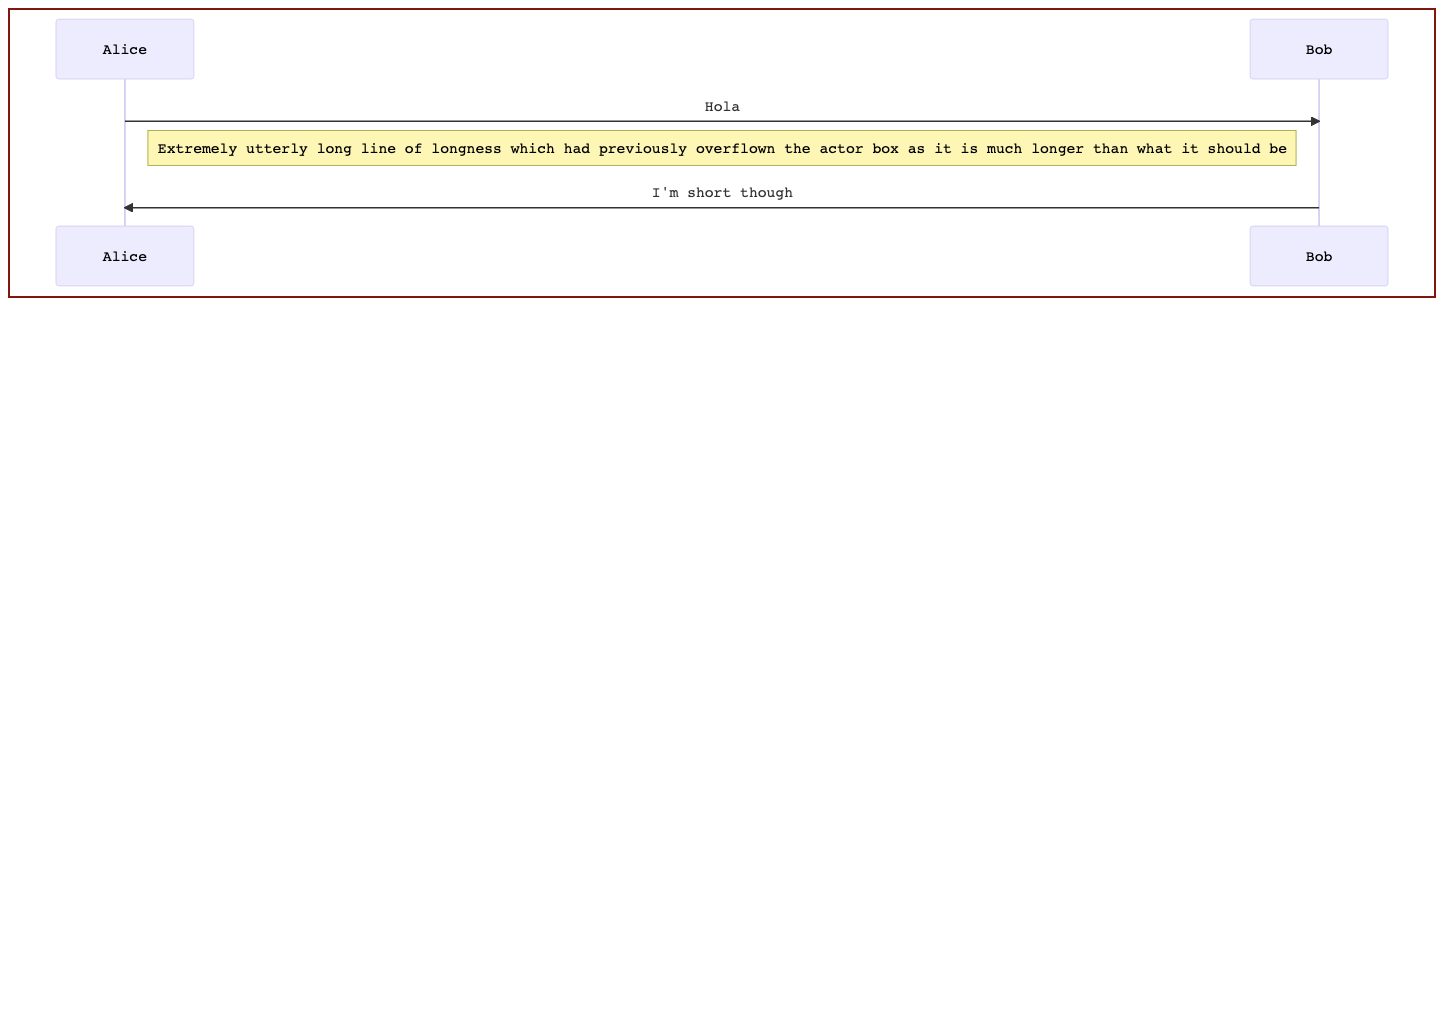 Alice
Bob
Hola
Extremely utterly long line of longness which had previously overflown the actor box as it is much longer than what it should be
I'm short though
Alice
Bob